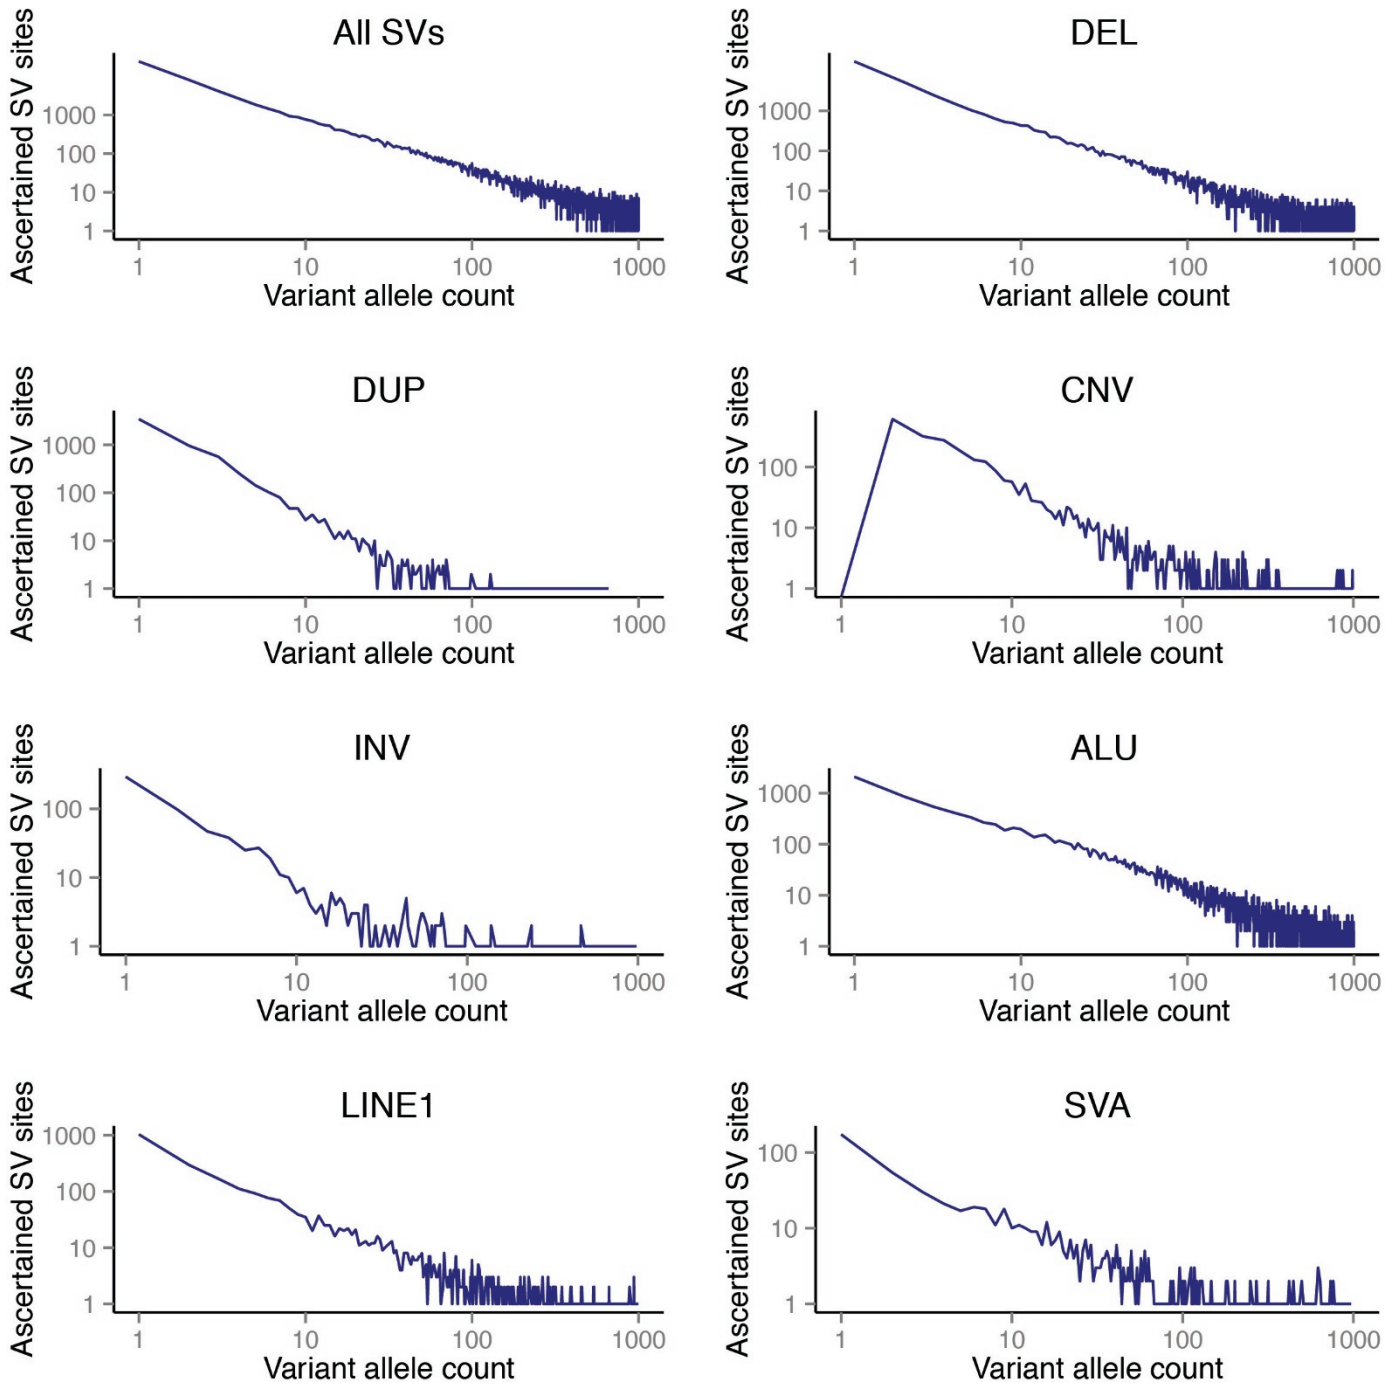 All SVs
Ascertained SV sites
1000
100
10
1
1 10 100 1000
Variant allele count
DEL
Ascertained SV sites
1000
100
10
1
1 10 100 1000
Variant allele count
DUP
Ascertained SV sites
1000
100
10
1
1 10 100 1000
Variant allele count
CNV
Ascertained SV sites
100
10
1
1 10 100 1000
Variant allele count
INV
Ascertained SV sites
100
10
1
1 10 100 1000
Variant allele count
ALU
Ascertained SV sites
1000
100
10
1
1 10 100 1000
Variant allele count
LINE1
Ascertained SV sites
1000
100
10
1
1 10 100 1000
Variant allele count
SVA
Ascertained SV sites
100
10
1
1 10 100 1000
Variant allele count